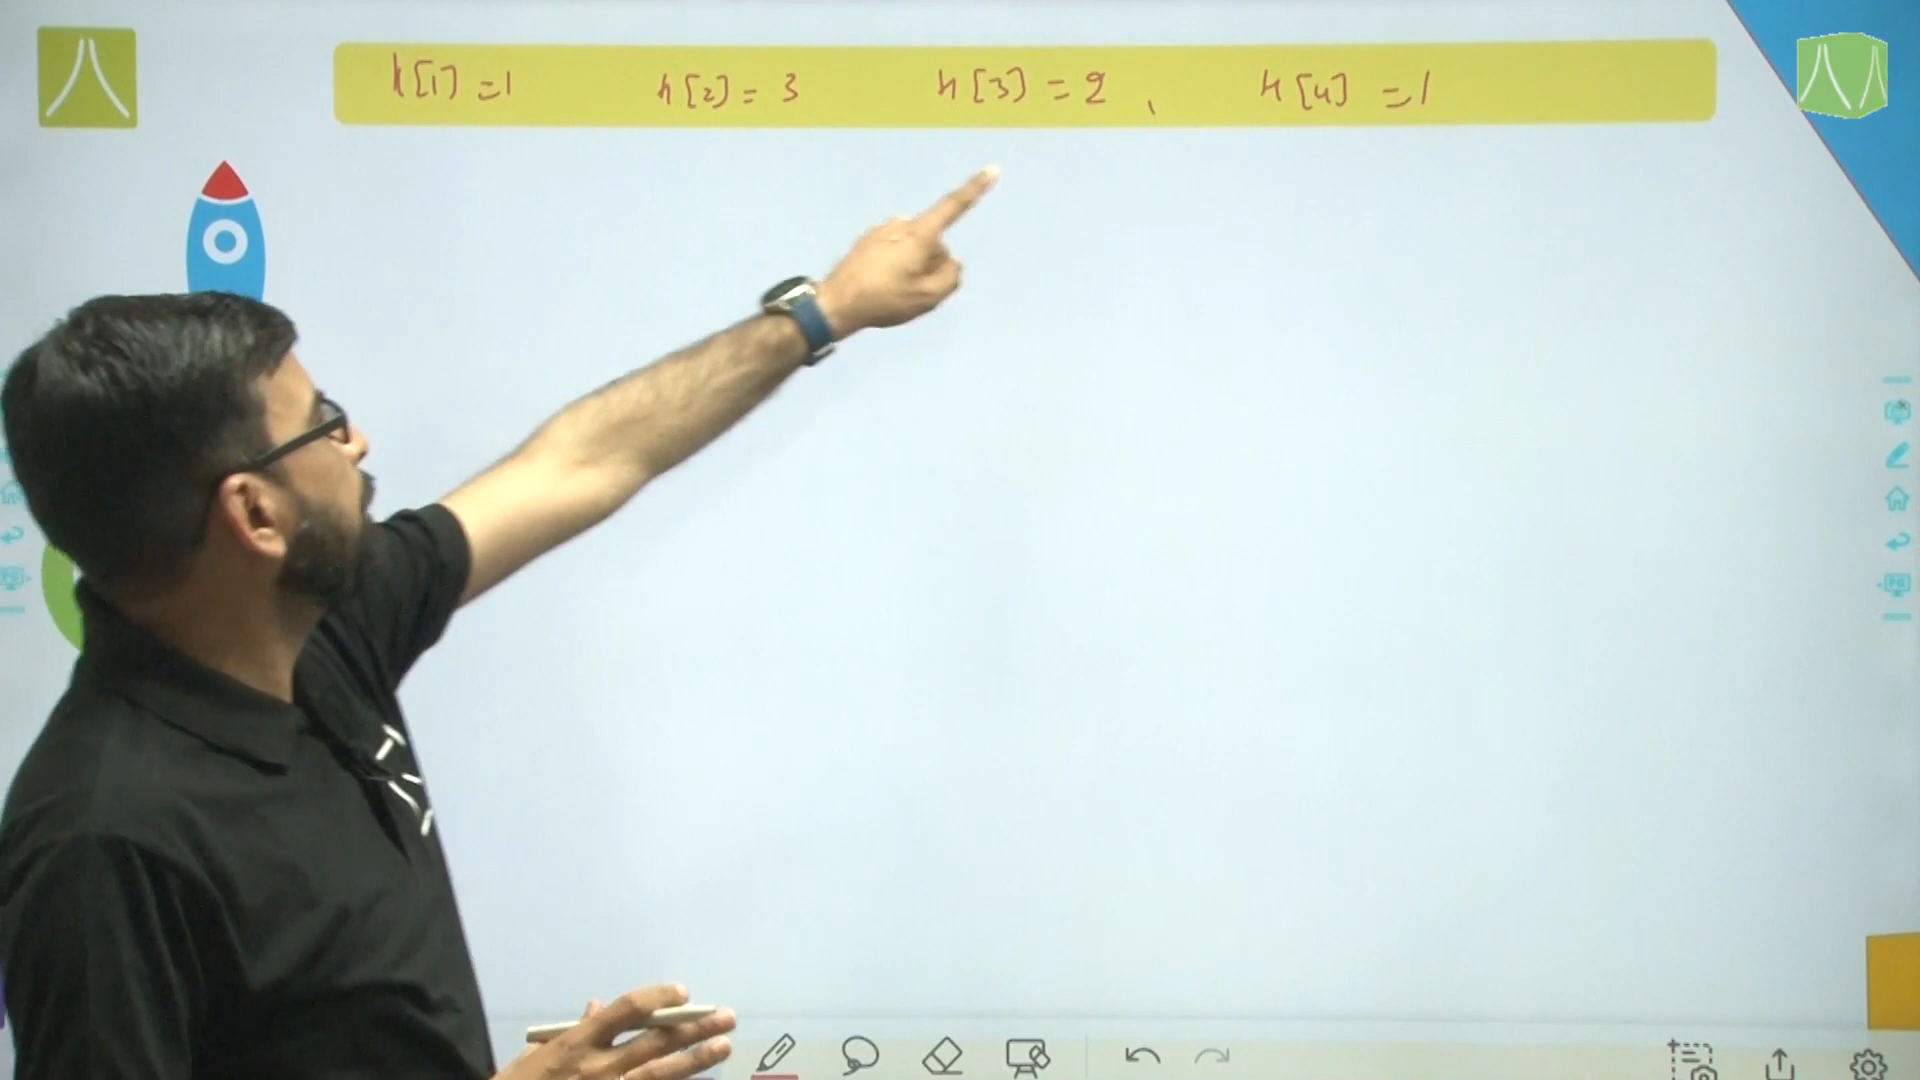 h[1] = 1 h[2] = 3 h[3] = 2 , h[4] = 1